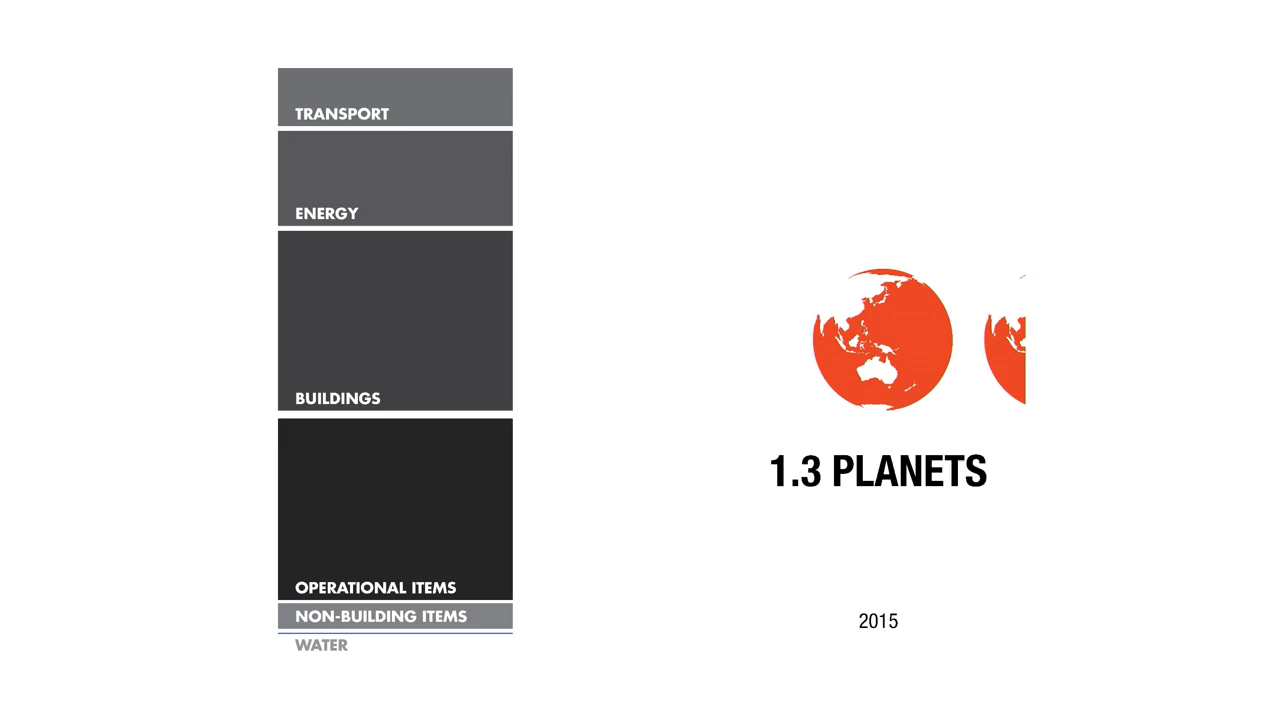 TRANSPORT
ENERGY
BUILDINGS
OPERATIONAL ITEMS
NON-BUILDING ITEMS
WATER
1.3 PLANETS
2015